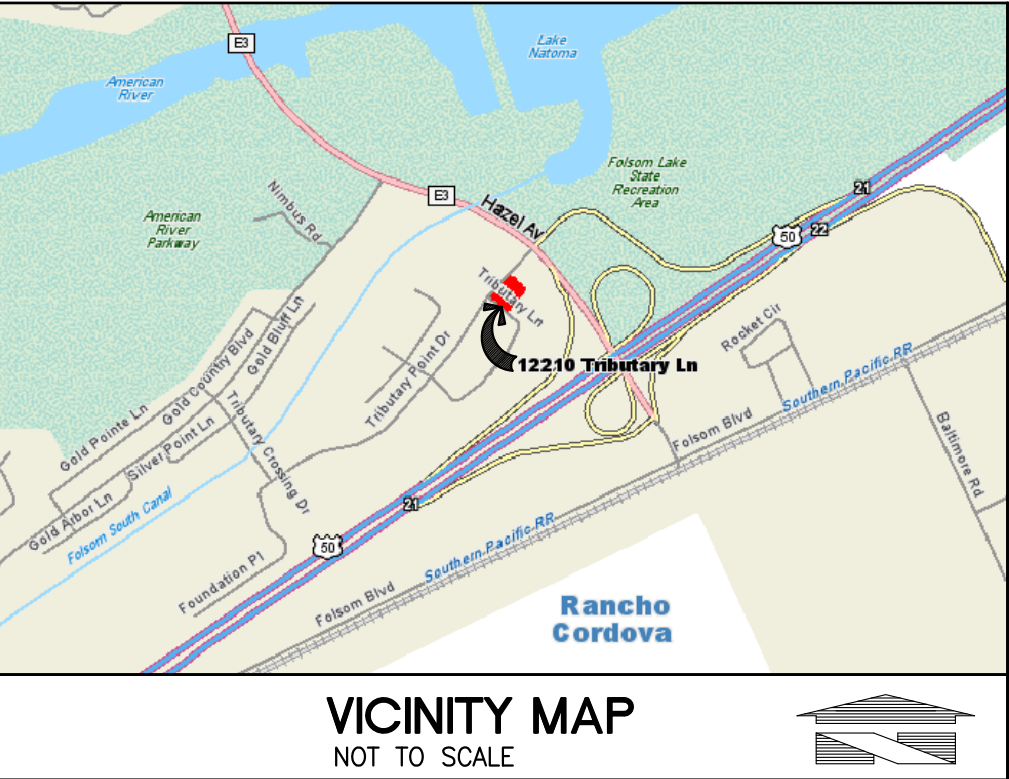 E3
Lake
Natoma
American
River
21
Folsom Lake
State
Recreation
Area
E3
Nimbus Rd
Hazel Av
American
River
Parkway
22
50
Tributary Ln
Gold Bluff Ln
Rocket Cir
Gold Country Blvd
Tributary Point Dr
12210 Tributary Ln
Southern Pacific RR
Gold Pointe Ln
Silver Point Ln
Tributary Crossing Dr
Folsom Blvd
Baltimore Rd
Gold Arbor Ln
Folsom South Canal
21
50
Southern Pacific RR
Foundation Pl
Folsom Blvd
Rancho
Cordova
VICINITY MAP
NOT TO SCALE